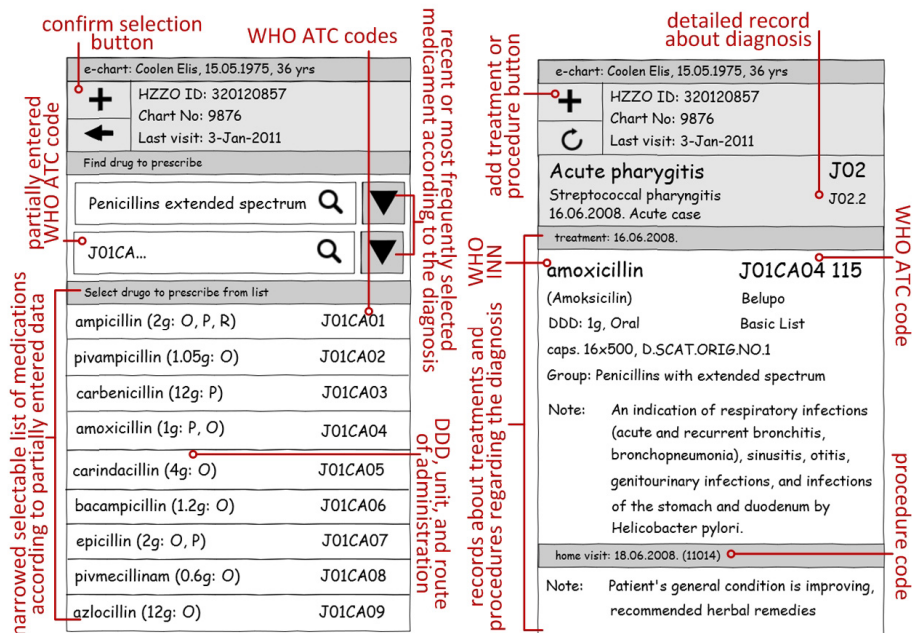 confirm selection
button
WHO ATC codes
e-chart: Coolen Elis, 15.05.1975, 36 yrs
HZZO ID: 320120857
Chart No: 9876
Last visit: 3-Jan-2011
Find drug to prescribe
Penicillins extended spectrum
J01CA...
Select drugo to prescribe from list
ampicillin (2g: O, P, R) J01CA01
pivampicillin (1.05g: O) J01CA02
carbenicillin (12g: P) J01CA03
amoxicillin (1g: P, O) J01CA04
carindacillin (4g: O) J01CA05
bacampicillin (1.2g: O) J01CA06
epicillin (2g: O, P) J01CA07
pivmecillinam (0.6g: O) J01CA08
azlocillin (12g: O) J01CA09
partially entered
WHO ATC code
narrowed selectable list of medications
according to partially entered data
recent or most frequently selected
medicament according to the diagnosis
DDD, unit, and route
of administration
detailed record
about diagnosis
add treatment or
procedure button
e-chart: Coolen Elis, 15.05.1975, 36 yrs
HZZO ID: 320120857
Chart No: 9876
Last visit: 3-Jan-2011
Acute pharygitis J02
Streptococcal pharyngitis J02.2
16.06.2008. Acute case
treatment: 16.06.2008.
amoxicillin J01CA04 115
(Amoksicilin) Belupo
DDD: 1g, Oral Basic List
caps. 16x500, D.SCAT.ORIG.NO.1
Group: Penicillins with extended spectrum
Note: An indication of respiratory infections
(acute and recurrent bronchitis,
bronchopneumonia), sinusitis, otitis,
genitourinary infections, and infections
of the stomach and duodenum by
Helicobacter pylori.
home visit: 18.06.2008. (11014)
Note: Patient's general condition is improving,
recommended herbal remedies
WHO
INN
records about treatments and
procedures regarding the diagnosis
WHO ATC code
procedure code